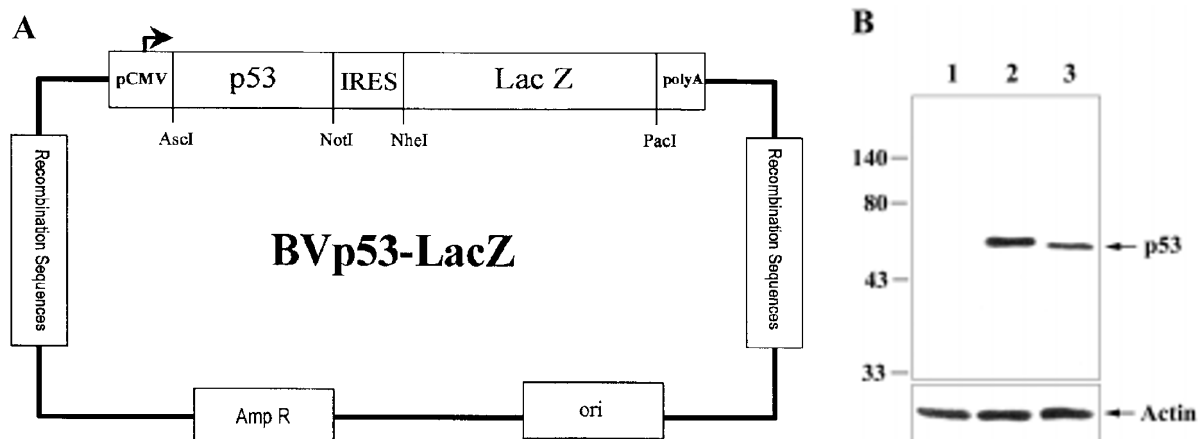 A
pCMV p53 IRES Lac Z polyA
AscI NotI NheI PacI
Recombination Sequences
BVp53-LacZ
Recombination Sequences
Amp R
ori
B
1 2 3
140
80
p53
43
33
Actin